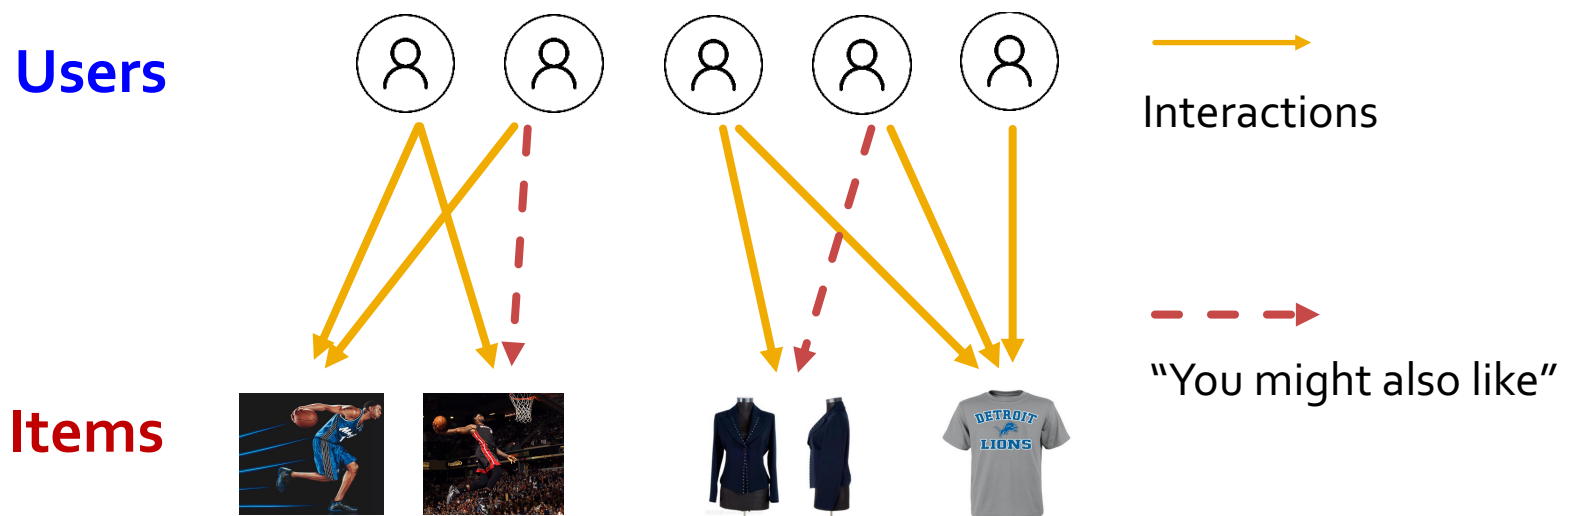 Users
Interactions
“You might also like”
Items
DETROIT
LIONS